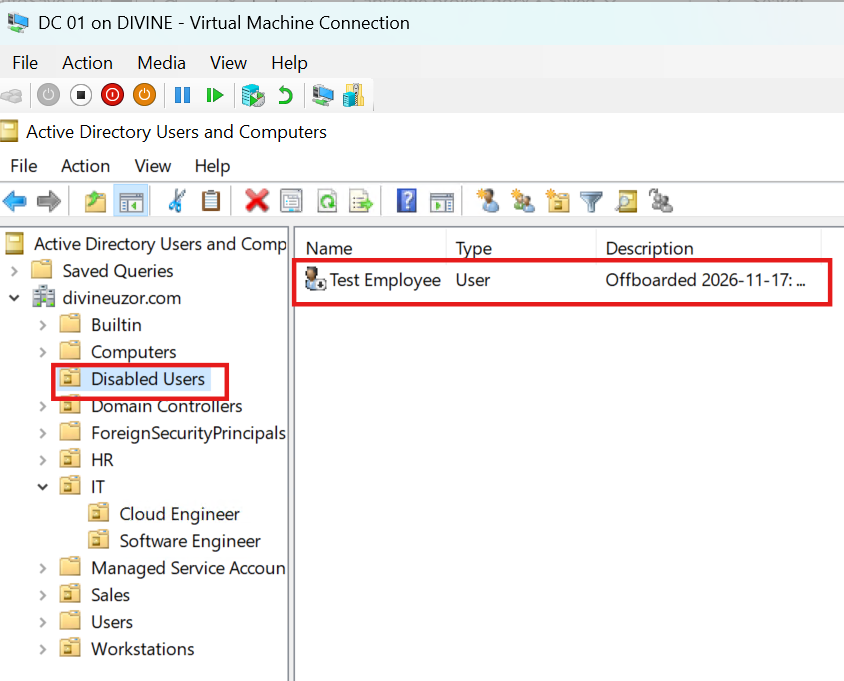 DC 01 on DIVINE - Virtual Machine Connection
File Action Media View Help
Active Directory Users and Computers
File Action View Help
Active Directory Users and Comp
Saved Queries
divineuzor.com
Builtin
Computers
Disabled Users
Domain Controllers
ForeignSecurityPrincipals
HR
IT
Cloud Engineer
Software Engineer
Managed Service Accoun
Sales
Users
Workstations
Name Type Description
Test Employee User Offboarded 2026-11-17: ...